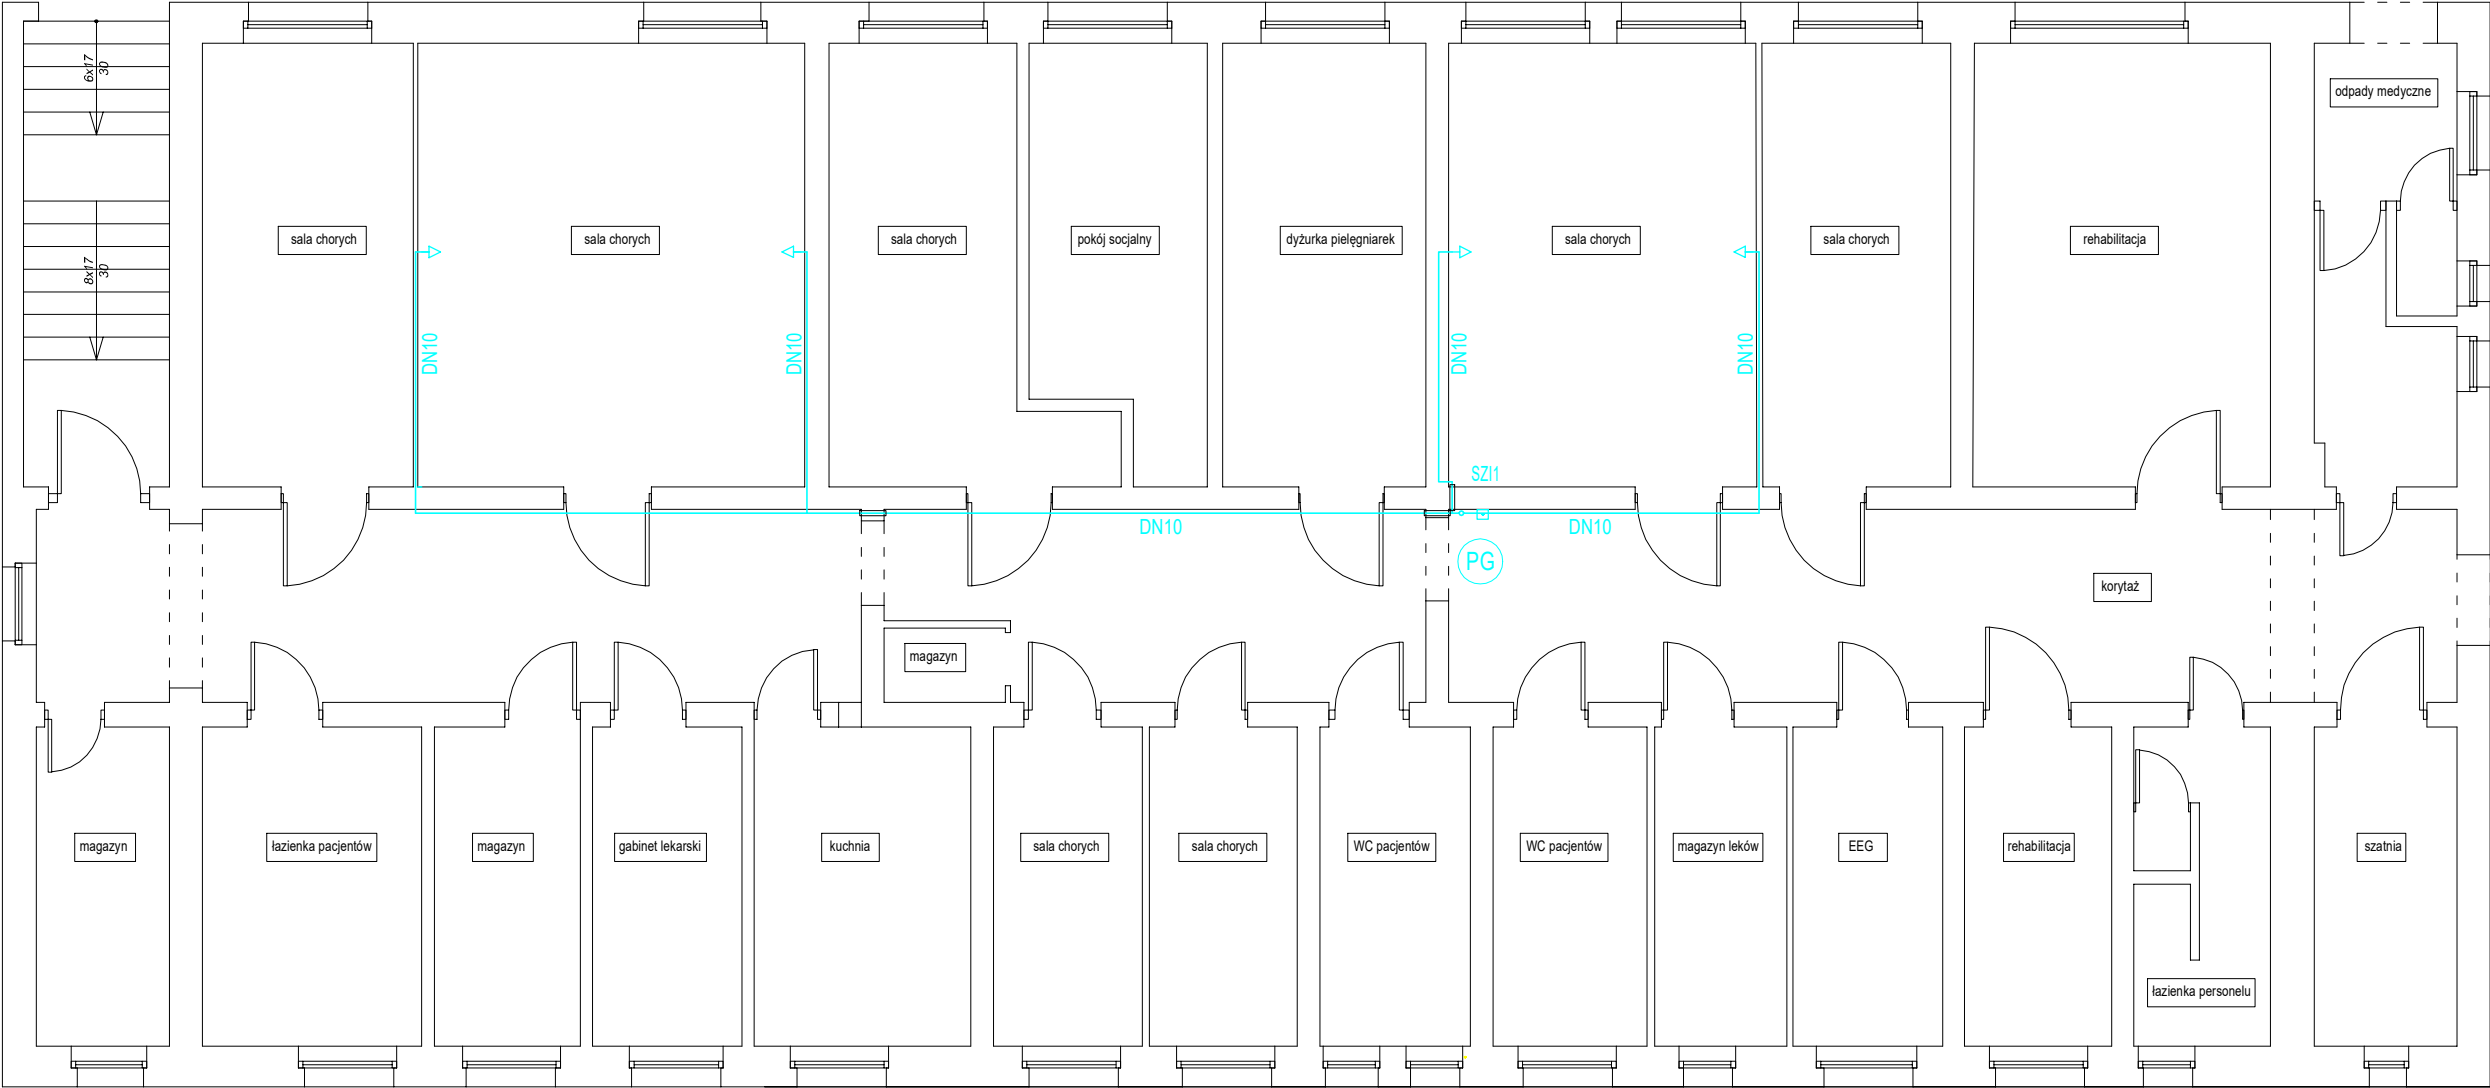 6x17
30
odpady medyczne
sala chorych
sala chorych
sala chorych
pokój socjalny
dyżurka pielęgniarek
sala chorych
sala chorych
rehabilitacja
8x17
30
DN10
DN10
DN10
DN10
SZI1
DN10
DN10
PG
korytaż
magazyn
magazyn
łazienka pacjentów
magazyn
gabinet lekarski
kuchnia
sala chorych
sala chorych
WC pacjentów
WC pacjentów
magazyn leków
EEG
rehabilitacja
szatnia
łazienka personelu